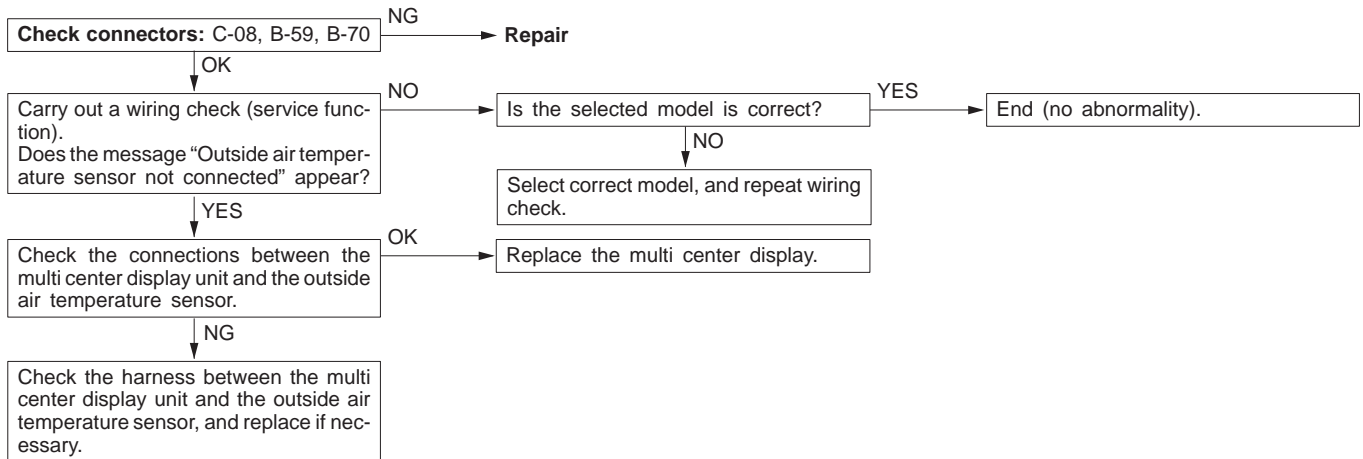 Check connectors: C-08, B-59, B-70
NG
Repair
OK
Carry out a wiring check (service func-
tion).
Does the message “Outside air temper-
ature sensor not connected” appear?
NO
Is the selected model is correct?
YES
End (no abnormality).
NO
Select correct model, and repeat wiring
check.
YES
Check the connections between the
multi center display unit and the outside
air temperature sensor.
OK
Replace the multi center display.
NG
Check the harness between the multi
center display unit and the outside air
temperature sensor, and replace if nec-
essary.